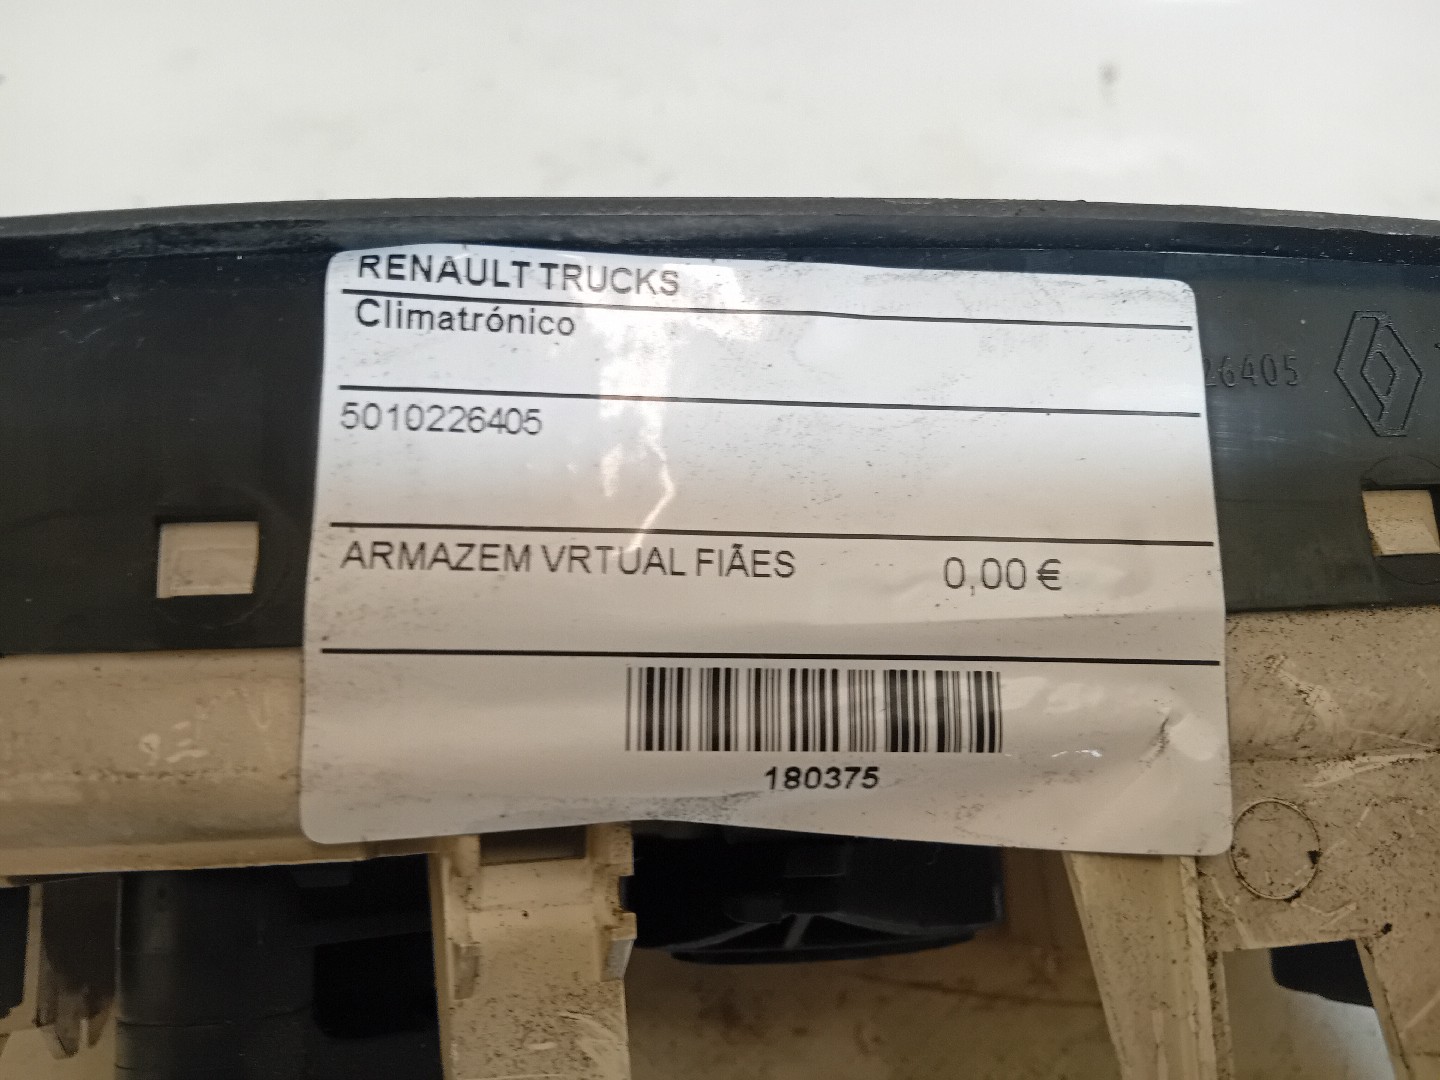 RENAULT TRUCKS
Climatrónico
26405
5010226405
ARMAZEM VRTUAL FIÃES 0,00 €
180375